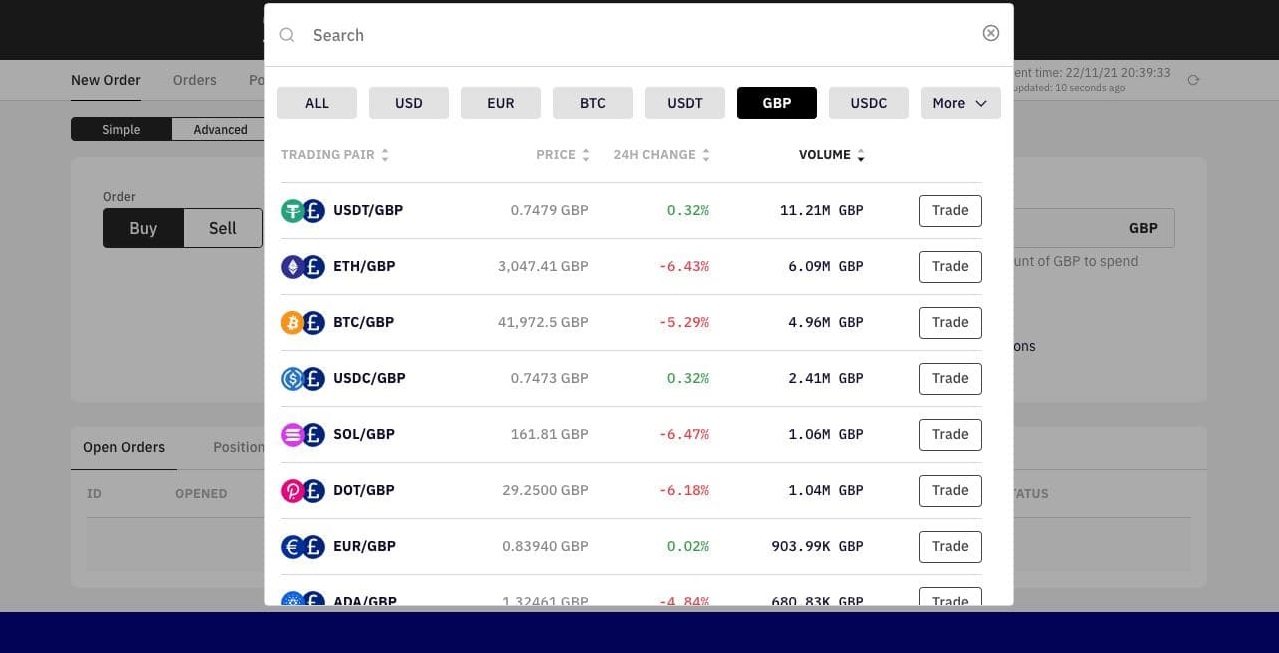 Search
New Order Orders
ent time: 22/11/21 20:39:33
updated: 10 seconds ago
ALL USD EUR BTC USDT GBP USDC More
Simple Advanced
TRADING PAIR PRICE 24H CHANGE VOLUME
Order
USDT/GBP 0.7479 GBP 0.32% 11.21M GBP Trade
Buy Sell GBP
ETH/GBP 3,047.41 GBP -6.43% 6.09M GBP Trade
unt of GBP to spend
BTC/GBP 41,972.5 GBP -5.29% 4.96M GBP Trade
ons
USDC/GBP 0.7473 GBP 0.32% 2.41M GBP Trade
SOL/GBP 161.81 GBP -6.47% 1.06M GBP Trade
Open Orders Position
DOT/GBP 29.2500 GBP -6.18% 1.04M GBP Trade
ID OPENED TATUS
EUR/GBP 0.83940 GBP 0.02% 903.99K GBP Trade
ADA/GBP 1.32461 GBP -4.84% 680.83K GBP Trade